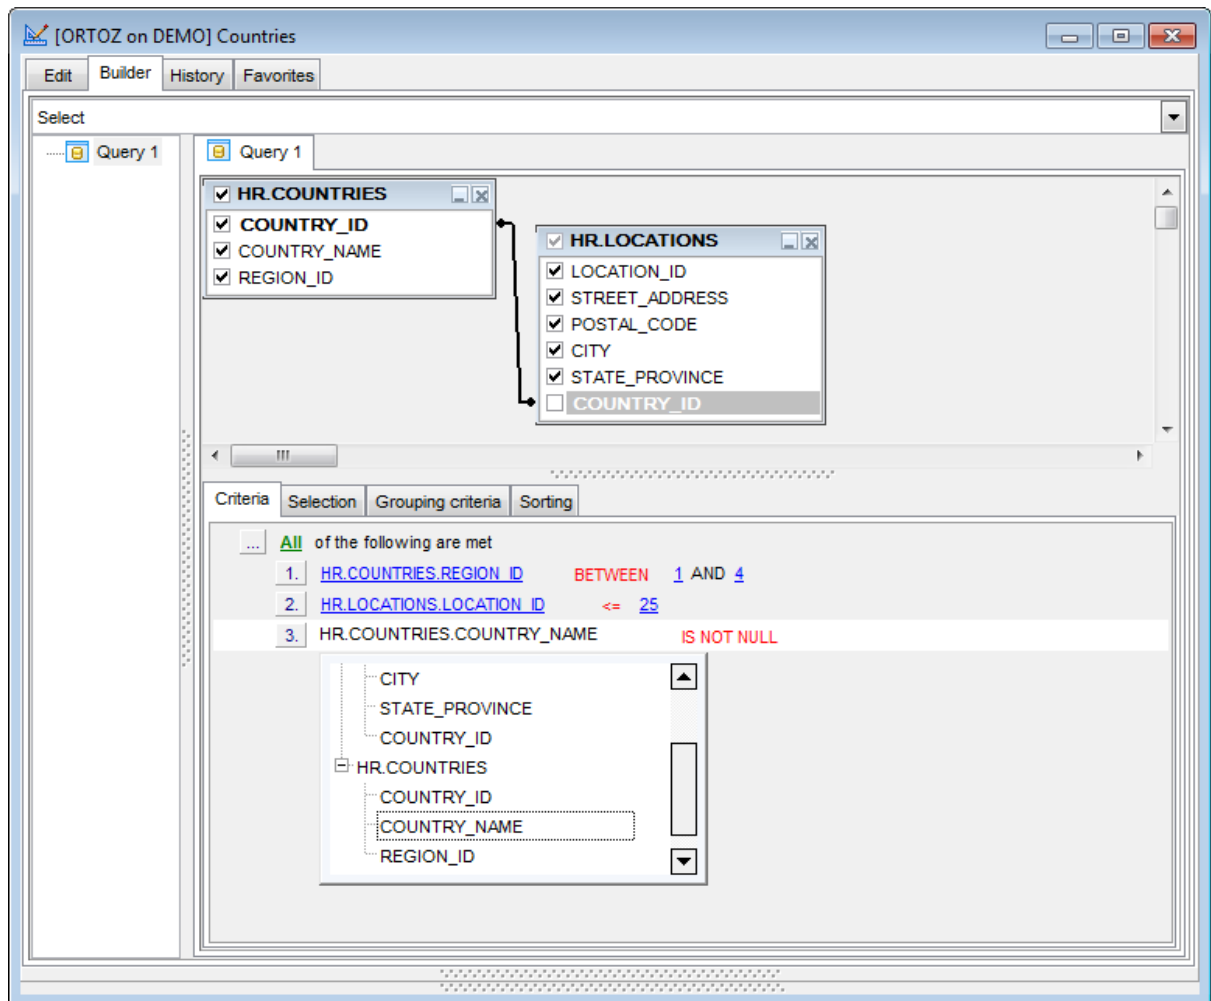 [ORTOZ on DEMO] Countries
Edit Builder History Favorites
Select
Query 1
Query 1
HR.COUNTRIES
COUNTRY_ID
COUNTRY_NAME
REGION_ID
HR.LOCATIONS
LOCATION_ID
STREET_ADDRESS
POSTAL_CODE
CITY
STATE_PROVINCE
COUNTRY_ID
Criteria Selection Grouping criteria Sorting
... All of the following are met
1. HR.COUNTRIES.REGION_ID BETWEEN 1 AND 4
2. HR.LOCATIONS.LOCATION_ID <= 25
3. HR.COUNTRIES.COUNTRY_NAME IS NOT NULL
CITY
STATE_PROVINCE
COUNTRY_ID
HR.COUNTRIES
COUNTRY_ID
COUNTRY_NAME
REGION_ID